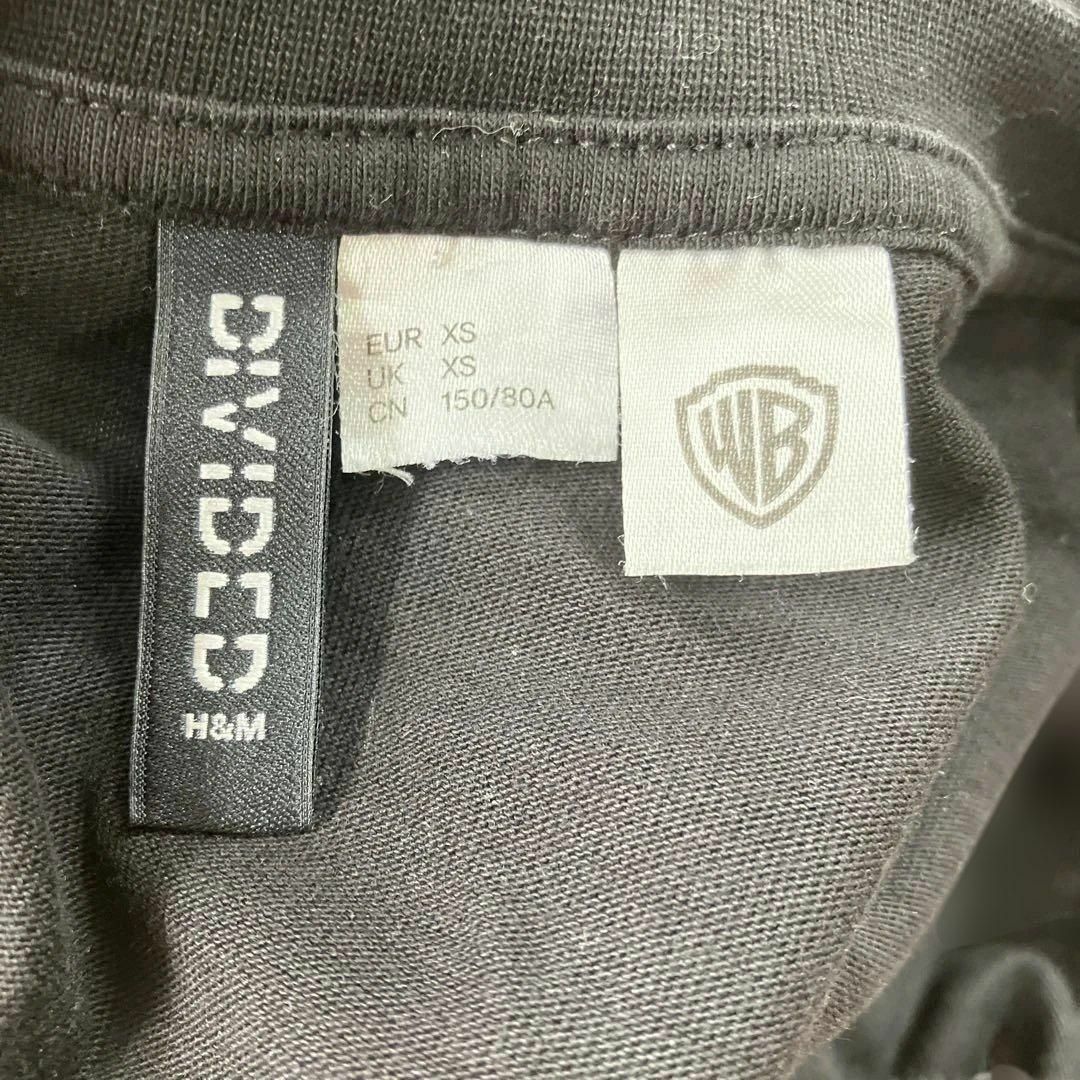 DIVIDED
H&M
EUR XS
UK XS
CN 150/80A
WB